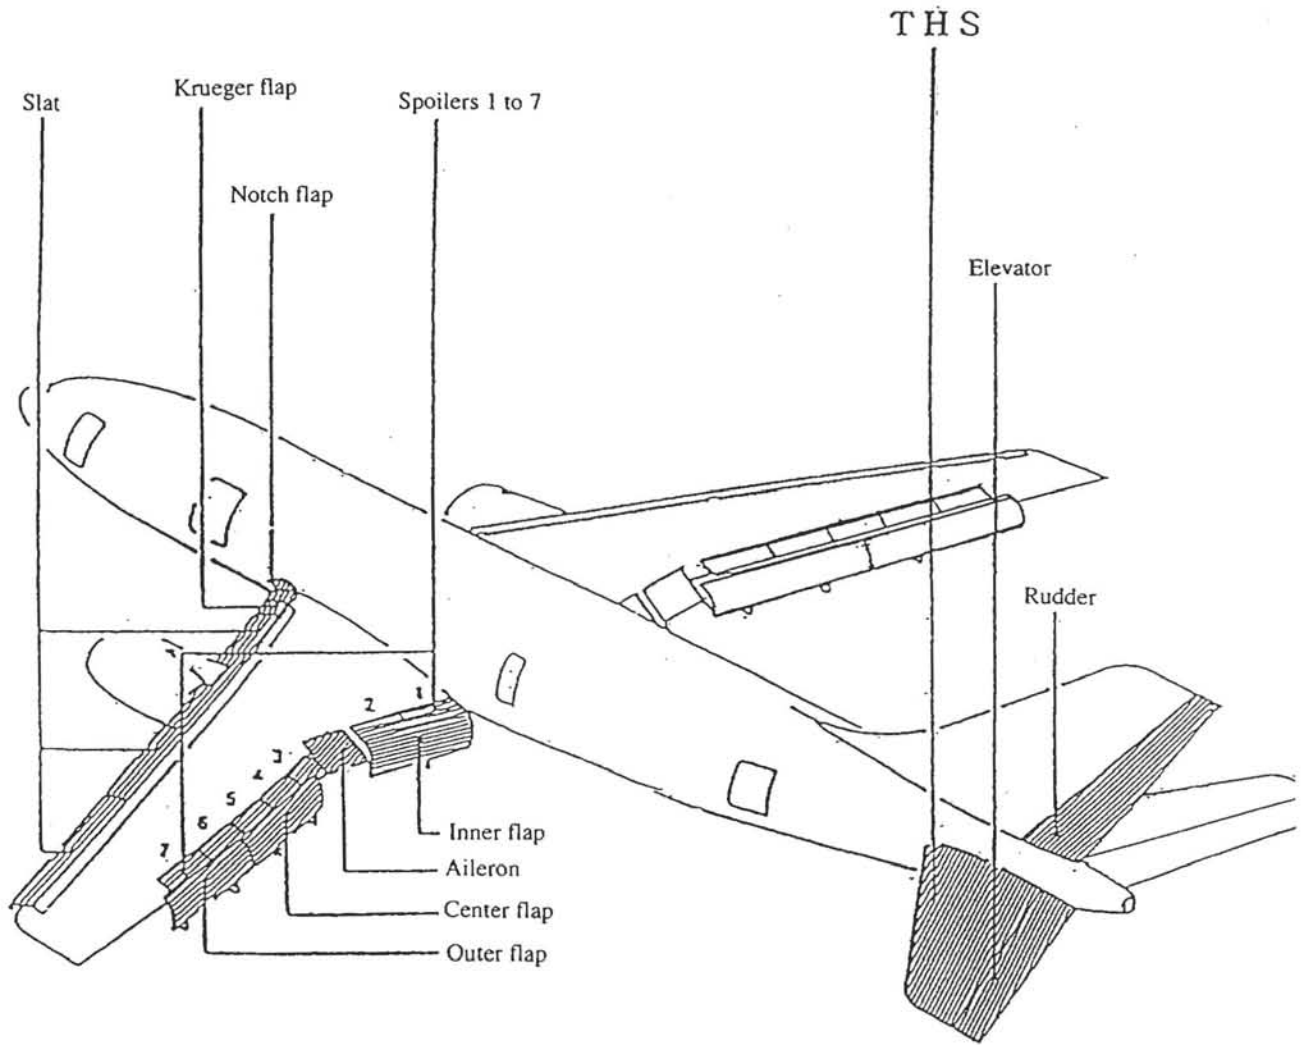 THS
Krueger flap
Slat
Spoilers 1 to 7
Notch flap
Elevator
Rudder
1
2
3
4
5
6
7
Inner flap
Aileron
Center flap
Outer flap